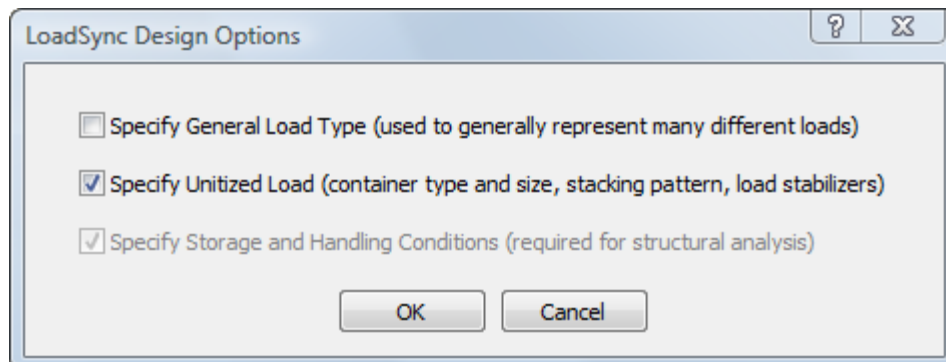 LoadSync Design Options
Specify General Load Type (used to generally represent many different loads)
Specify Unitized Load (container type and size, stacking pattern, load stabilizers)
Specify Storage and Handling Conditions (required for structural analysis)
OK Cancel